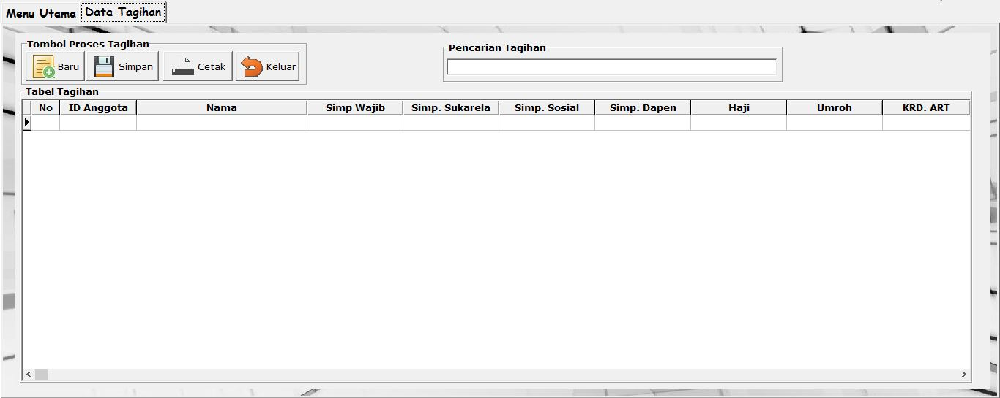 Menu Utama Data Tagihan
Tombol Proses Tagihan
Baru Simpan Cetak Keluar
Pencarian Tagihan
Tabel Tagihan
No ID Anggota Nama Simp Wajib Simp. Sukarela Simp. Sosial Simp. Dapen Haji Umroh KRD. ART